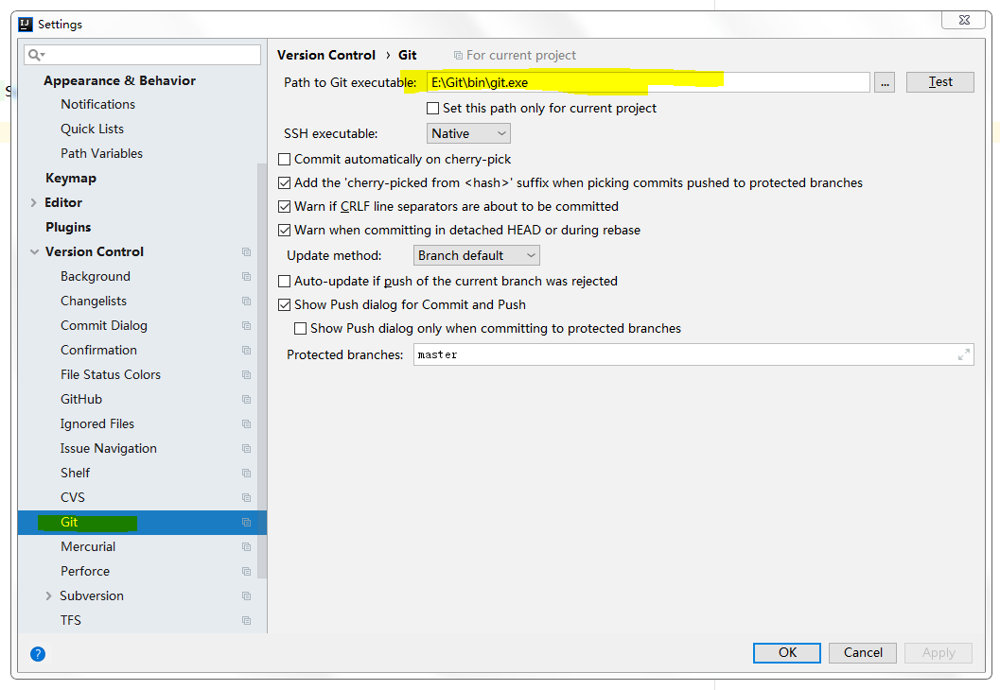 Settings
Appearance & Behavior
Notifications
Quick Lists
Path Variables
Keymap
Editor
Plugins
Version Control
Background
Changelists
Commit Dialog
Confirmation
File Status Colors
GitHub
Ignored Files
Issue Navigation
Shelf
CVS
Git
Mercurial
Perforce
Subversion
TFS
Version Control › Git For current project
Path to Git executable: E:\Git\bin\git.exe ... Test
Set this path only for current project
SSH executable: Native
Commit automatically on cherry-pick
Add the 'cherry-picked from <hash>' suffix when picking commits pushed to protected branches
Warn if CRLF line separators are about to be committed
Warn when committing in detached HEAD or during rebase
Update method: Branch default
Auto-update if push of the current branch was rejected
Show Push dialog for Commit and Push
Show Push dialog only when committing to protected branches
Protected branches: master
? OK Cancel Apply